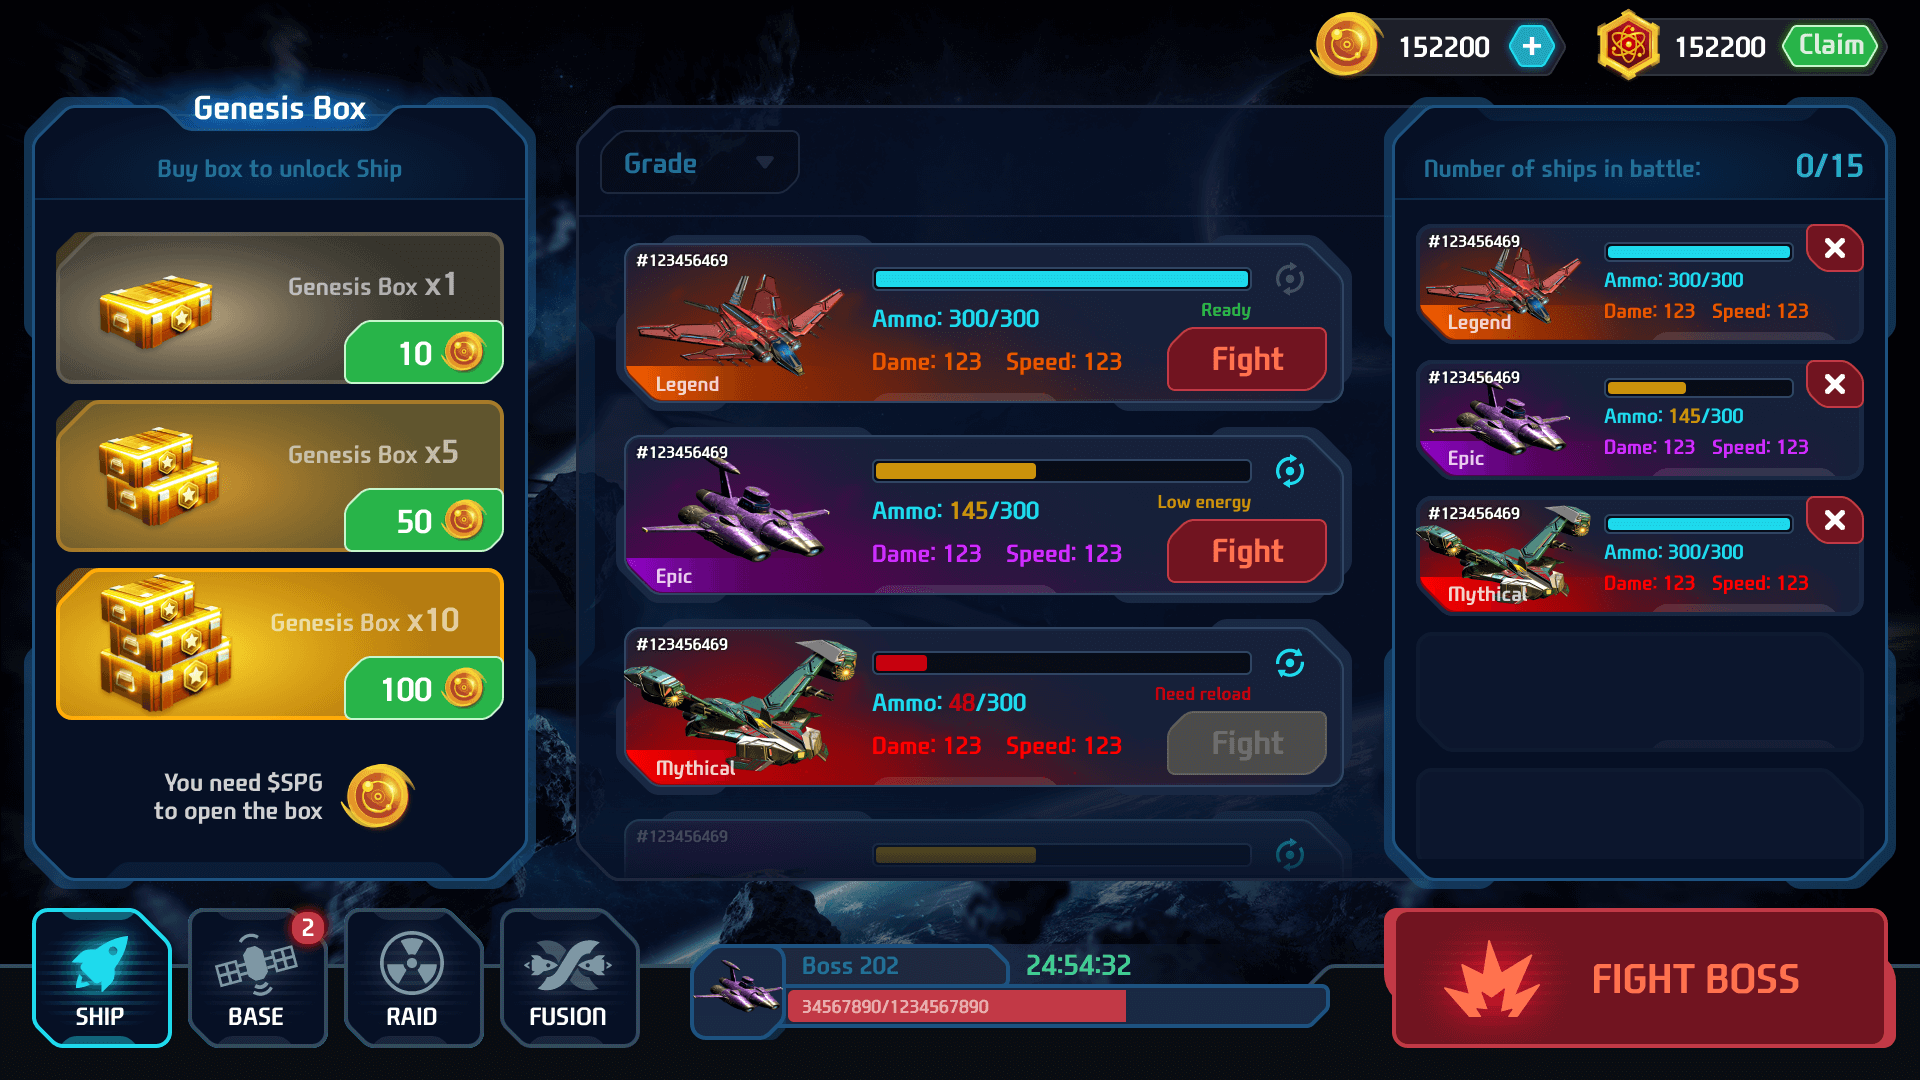 152200
152200
Claim
Genesis Box
Buy box to unlock Ship
Genesis Box x1
10
Genesis Box x5
50
Genesis Box x10
100
You need $SPG
to open the box
Grade
#123456469
Ammo: 300/300
Ready
Dame: 123 Speed: 123
Fight
Legend
#123456469
Ammo: 145/300
Low energy
Dame: 123 Speed: 123
Fight
Epic
#123456469
Ammo: 48/300
Need reload
Dame: 123 Speed: 123
Fight
Mythical
#123456469
Number of ships in battle: 0/15
#123456469
Ammo: 300/300
Dame: 123 Speed: 123
Legend
#123456469
Ammo: 145/300
Dame: 123 Speed: 123
Epic
#123456469
Ammo: 300/300
Dame: 123 Speed: 123
Mythical
SHIP
2
BASE
RAID
FUSION
Boss 202
24:54:32
34567890/1234567890
FIGHT BOSS